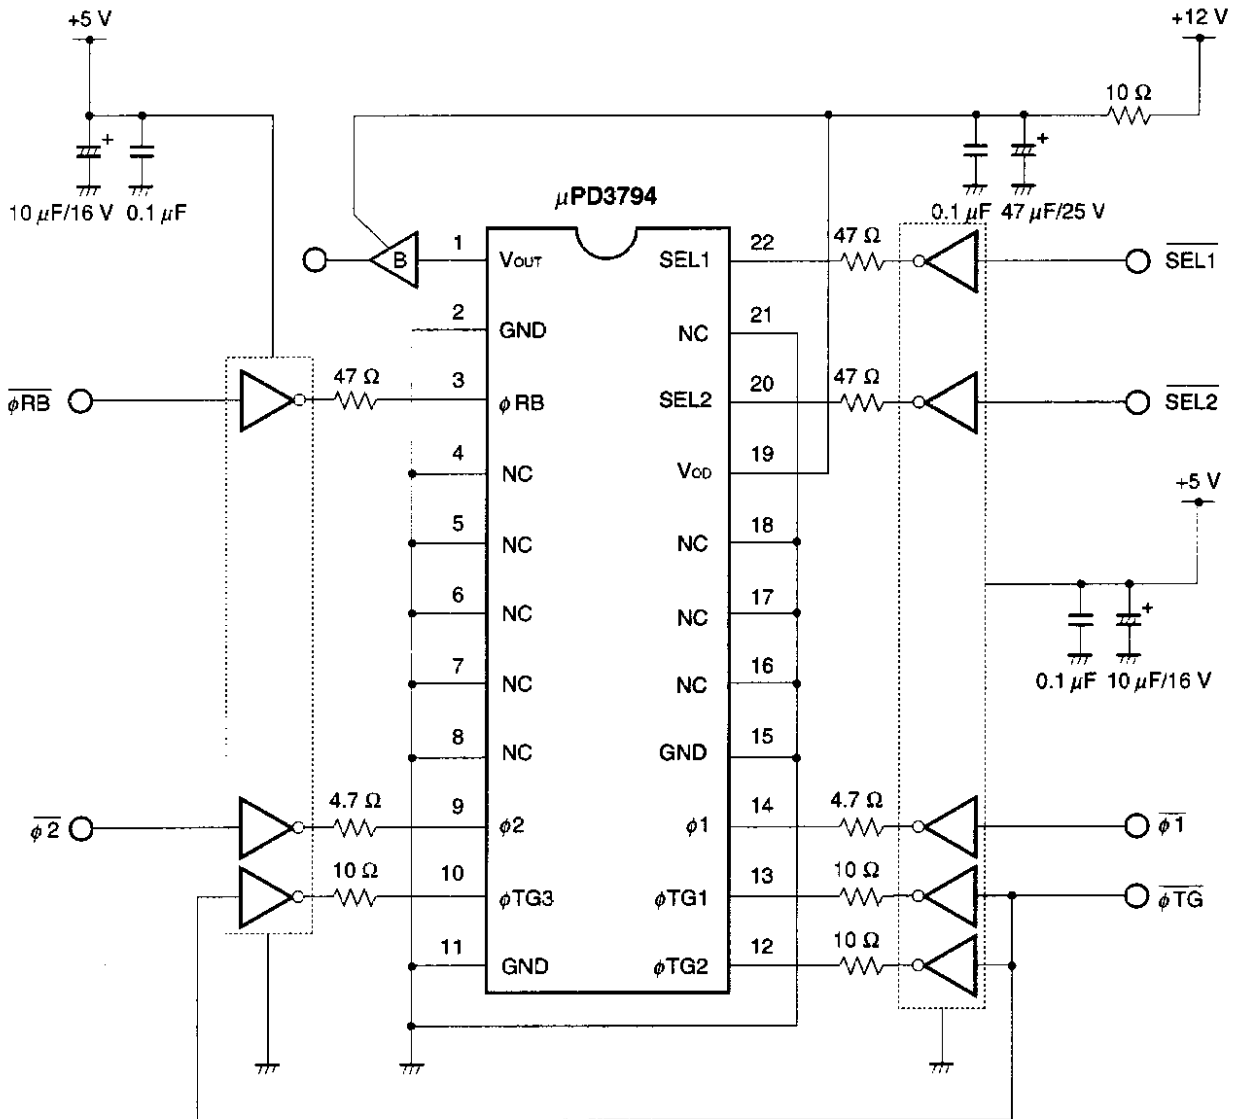 +5 V
+12 V
10 Ω
10 μF/16 V 0.1 μF
0.1 μF 47 μF/25 V
μPD3794
B
1 VOUT
SEL1 22
47 Ω
SEL1
2 GND
NC 21
φRB
47 Ω
3 φRB
SEL2 20
47 Ω
SEL2
4 NC
VOD 19
+5 V
5 NC
NC 18
6 NC
NC 17
7 NC
NC 16
0.1 μF 10 μF/16 V
8 NC
GND 15
φ2
4.7 Ω
9 φ2
φ1 14
4.7 Ω
φ1
10 Ω
10 φTG3
φTG1 13
10 Ω
φTG
11 GND
φTG2 12
10 Ω